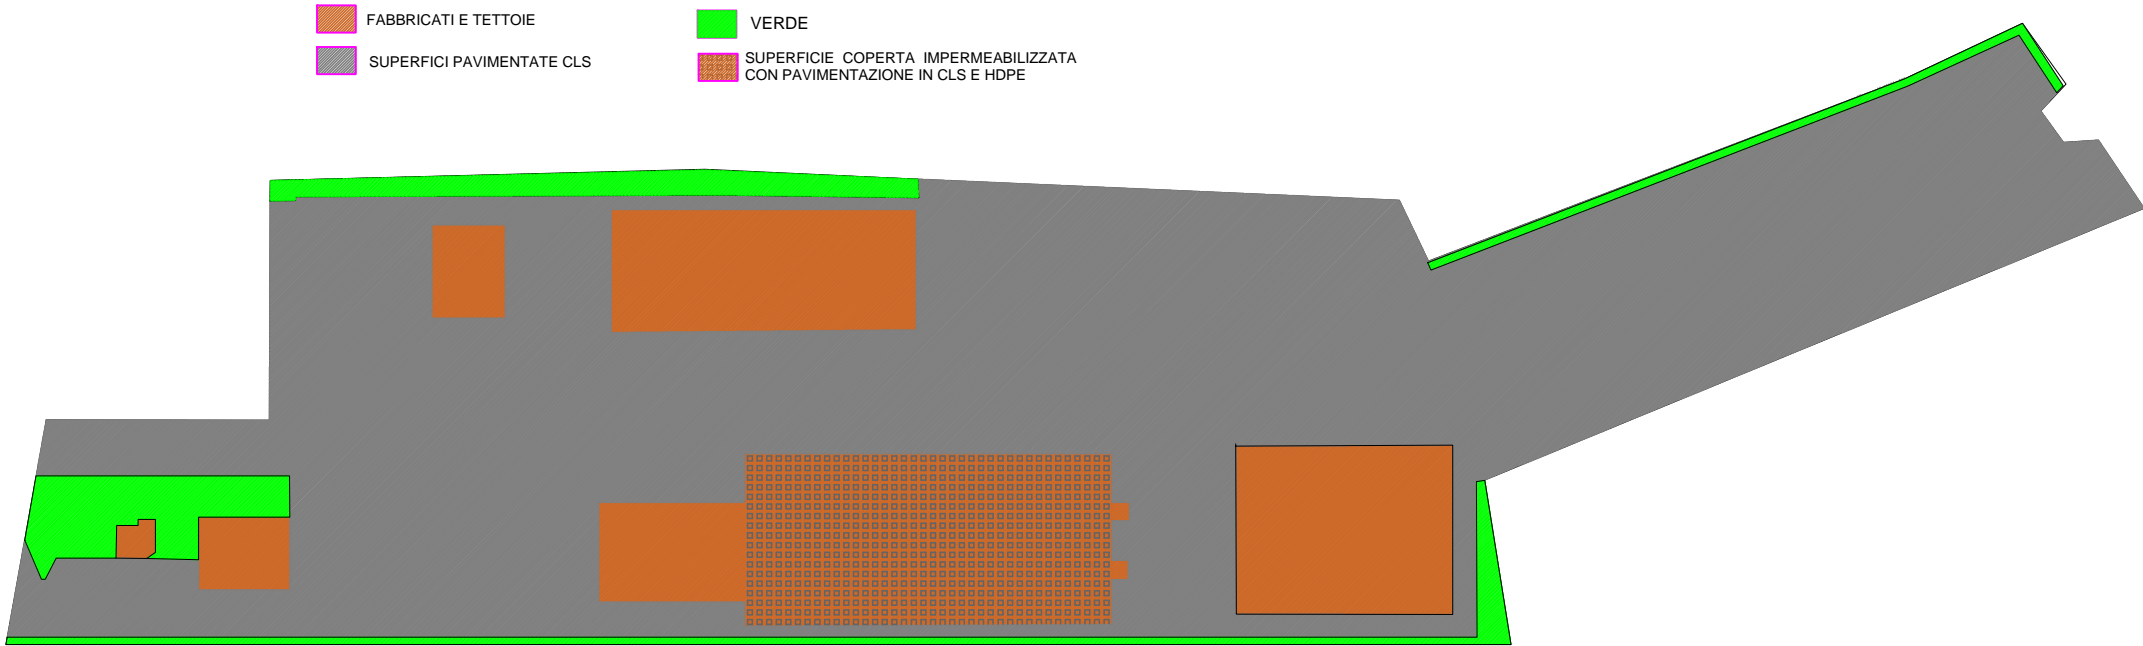 FABBRICATI E TETTOIE
VERDE
SUPERFICI PAVIMENTATE CLS
SUPERFICIE COPERTA IMPERMEABILIZZATA
CON PAVIMENTAZIONE IN CLS E HDPE